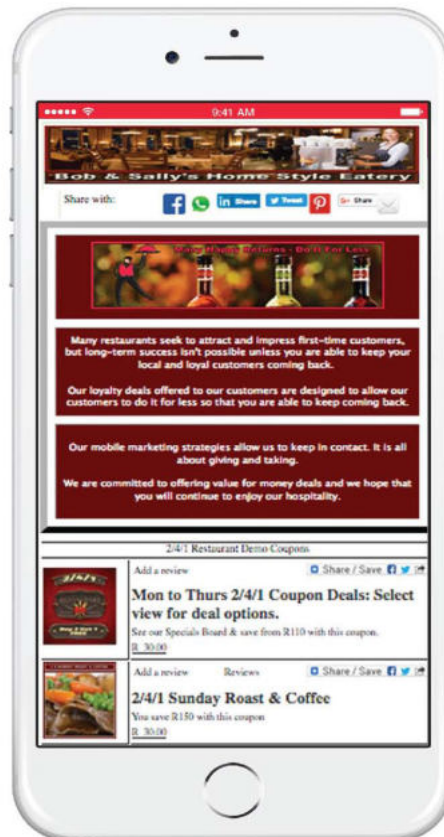 9:41 AM
Bob & Sally's Home Style Eatery
Share with:
in Share
Tweet
G+ Share
Many Happy Returns - Do It For Less
Many restaurants seek to attract and impress first-time customers,
but long-term success isn't possible unless you are able to keep your
local and loyal customers coming back.
Our loyalty deals offered to our customers are designed to allow our
customers to do it for less so that you are able to keep coming back.
Our mobile marketing strategies allow us to keep in contact. It is all
about giving and taking.
We are committed to offering value for money deals and we hope that
you will continue to enjoy our hospitality.
2/4/1 Restaurant Demo Coupons
2/4/1
Add a review
Share / Save
Mon to Thurs 2/4/1 Coupon Deals: Select
view for deal options.
See our Specials Board & save from R110 with this coupon.
R 30.00
Add a review Reviews
Share / Save
2/4/1 Sunday Roast & Coffee
You save R150 with this coupon
R 30.00